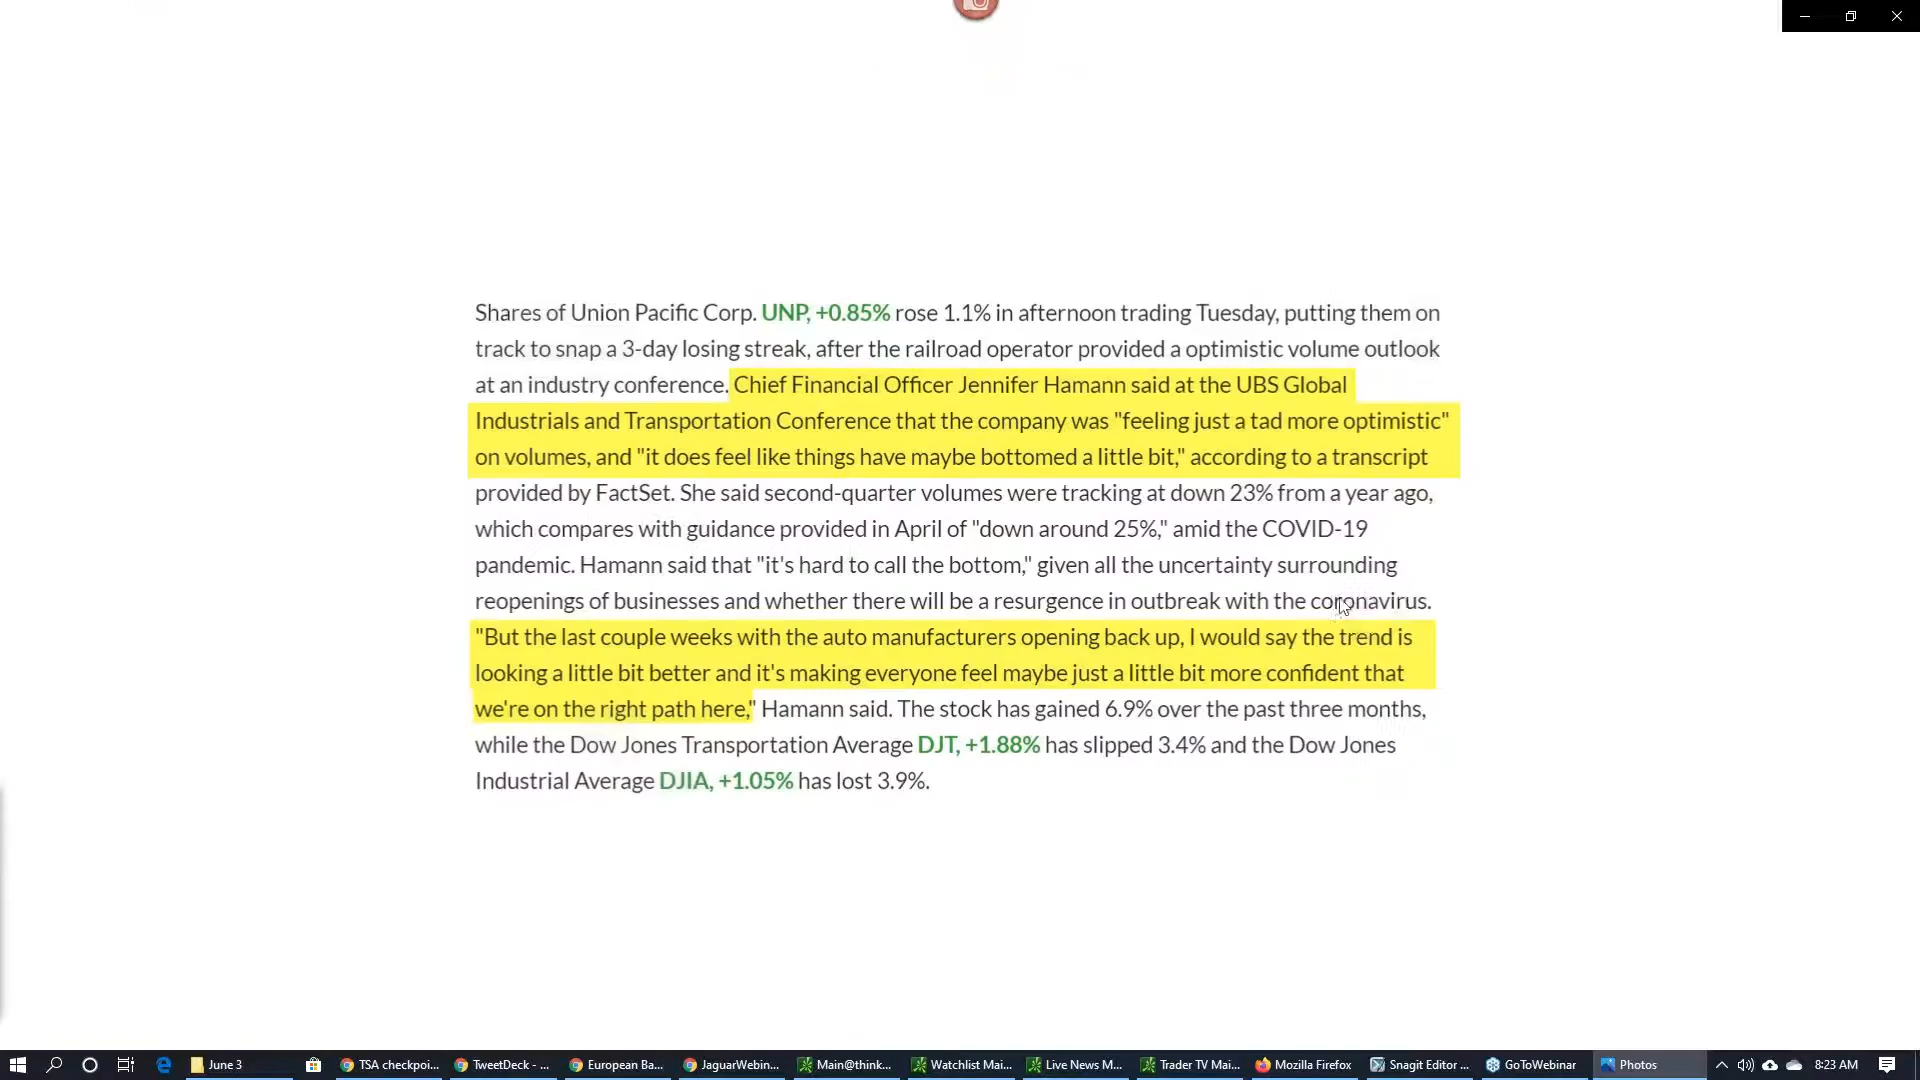 Shares of Union Pacific Corp. UNP, +0.85% rose 1.1% in afternoon trading Tuesday, putting them on
track to snap a 3-day losing streak, after the railroad operator provided a optimistic volume outlook
at an industry conference. Chief Financial Officer Jennifer Hamann said at the UBS Global
Industrials and Transportation Conference that the company was "feeling just a tad more optimistic"
on volumes, and "it does feel like things have maybe bottomed a little bit," according to a transcript
provided by FactSet. She said second-quarter volumes were tracking at down 23% from a year ago,
which compares with guidance provided in April of "down around 25%," amid the COVID-19
pandemic. Hamann said that "it's hard to call the bottom," given all the uncertainty surrounding
reopenings of businesses and whether there will be a resurgence in outbreak with the coronavirus.
"But the last couple weeks with the auto manufacturers opening back up, I would say the trend is
looking a little bit better and it's making everyone feel maybe just a little bit more confident that
we're on the right path here," Hamann said. The stock has gained 6.9% over the past three months,
while the Dow Jones Transportation Average DJT, +1.88% has slipped 3.4% and the Dow Jones
Industrial Average DJIA, +1.05% has lost 3.9%.
June 3 TSA checkpoi... TweetDeck - ... European Ba... JaguarWebin... Main@think... Watchlist Mai... Live News M... Trader TV Mai... Mozilla Firefox Snagit Editor ... GoToWebinar Photos 8:23 AM